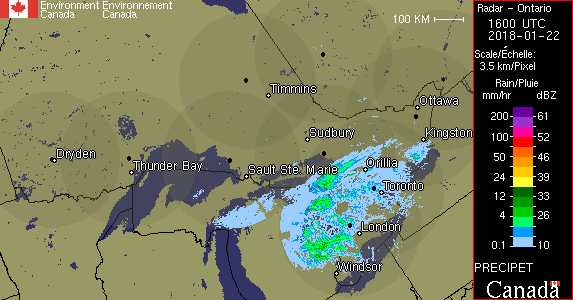 Environment Environnement
Canada Canada
100 KM
Timmins
Ottawa
Sudbury
Kingston
Dryden
Thunder Bay
Sault Ste. Marie
Orillia
Toronto
London
Windsor
Radar - Ontario
1600 UTC
2018-01-22
Scale/Échelle:
3.5 km/Pixel
Rain/Pluie
mm/hr dBZ
200 61
100 52
50 46
24 39
12 33
4 26
0.1 10
PRECIPET
Canada